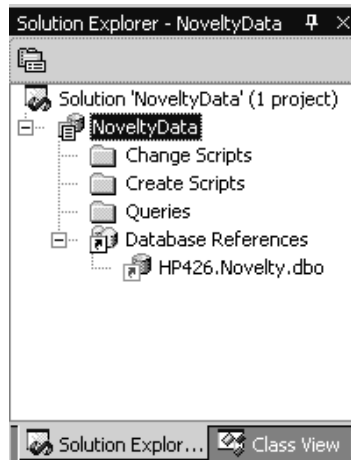 Solution Explorer - NoveltyData
Solution 'NoveltyData' (1 project)
NoveltyData
Change Scripts
Create Scripts
Queries
Database References
HP426.Novelty.dbo
Solution Explor... Class View